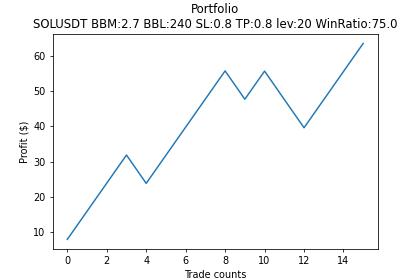 Portfolio
SOLUSDT BBM:2.7 BBL:240 SL:0.8 TP:0.8 lev:20 WinRatio:75.0
60
50
40
30
20
10
Profit ($)
0 2 4 6 8 10 12 14
Trade counts